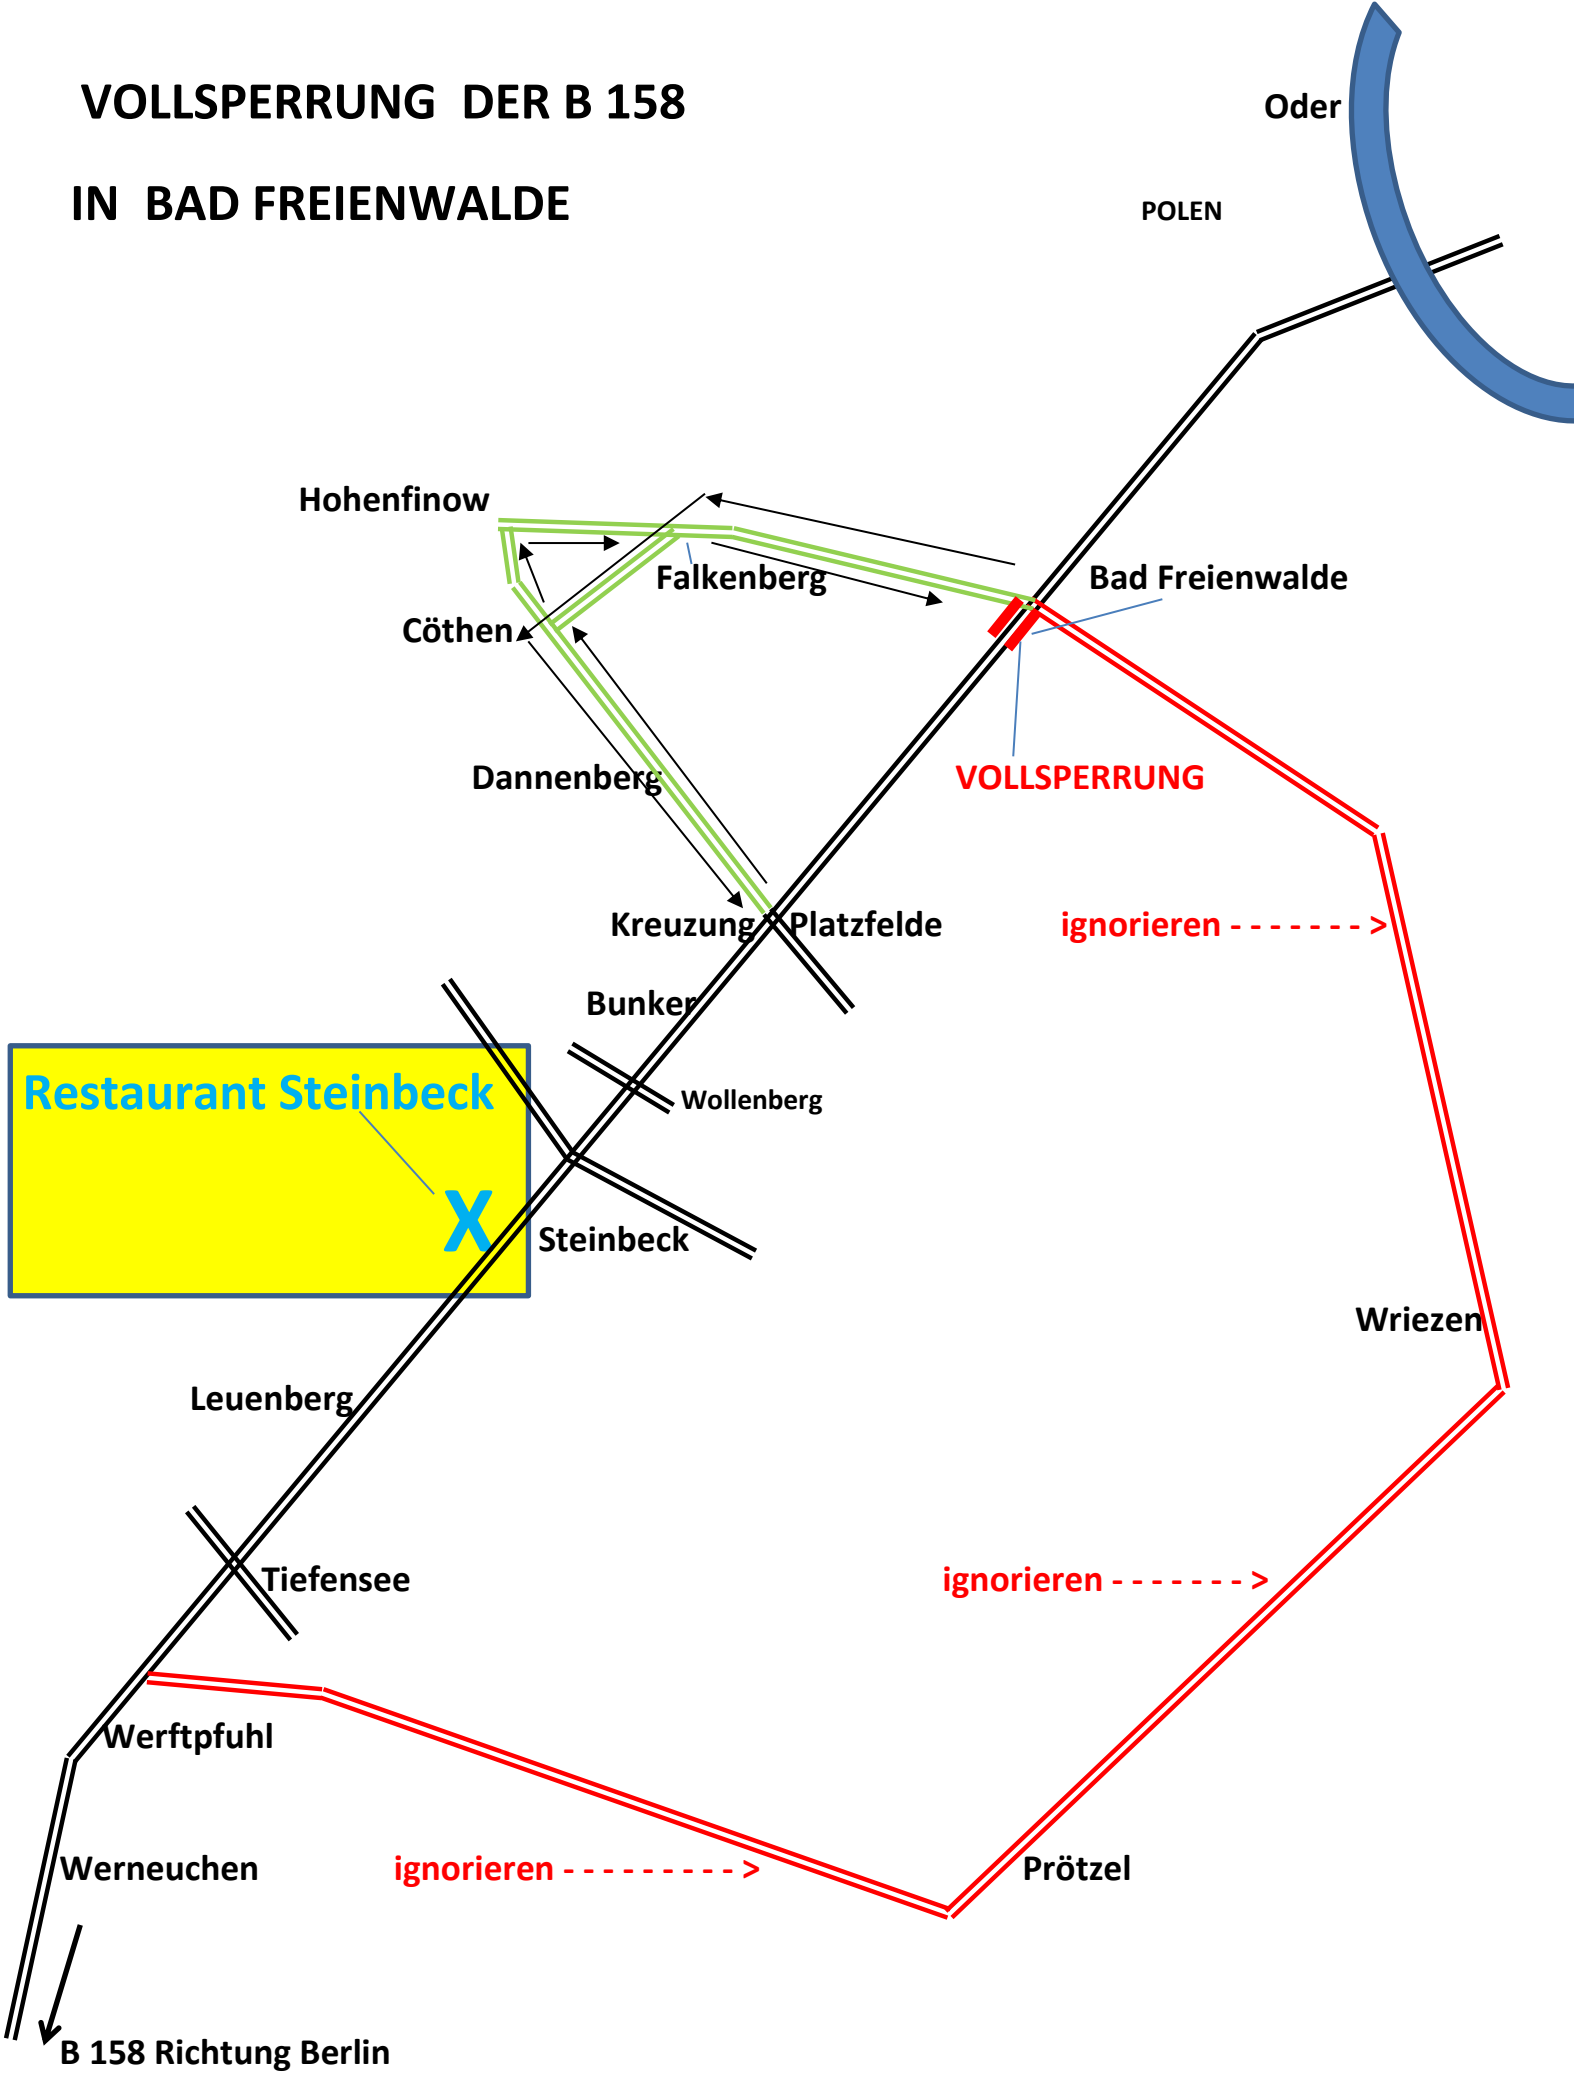 VOLLSPERRUNG DER B 158
Oder
IN BAD FREIENWALDE
POLEN
Hohenfinow
Falkenberg
Bad Freienwalde
Cöthen
Dannenberg
VOLLSPERRUNG
Kreuzung Platzfelde
ignorieren - - - - - - - >
Bunker
Restaurant Steinbeck
Wollenberg
X
Steinbeck
Wriezen
Leuenberg
Tiefensee
ignorieren - - - - - - - >
Werftpfuhl
Werneuchen
ignorieren - - - - - - - - - >
Prötzel
B 158 Richtung Berlin